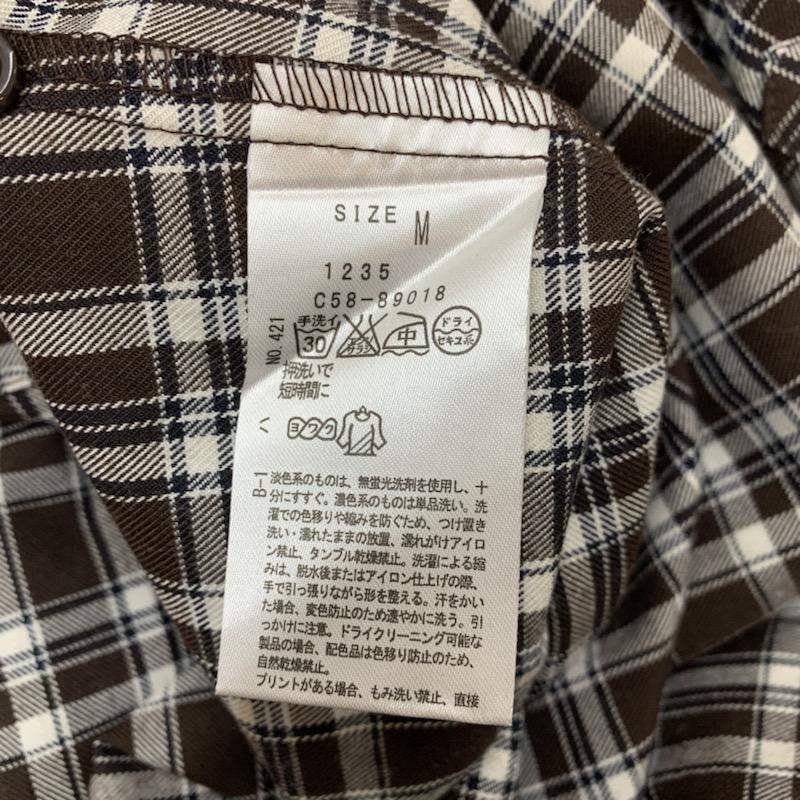 SIZE M
1235
C58-89018
NO. 421
手洗イ 30
エンソサラシ
中
ドライ セキユ系
押洗いで
短時間に
ヨワク
B-1
淡色系のものは、無蛍光洗剤を使用し、十
分にすすぐ。濃色系のものは単品洗い。洗
濯での色移りや縮みを防ぐため、つけ置き
洗い・濡れたままの放置、濡れがけアイロ
ン禁止、タンブル乾燥禁止。洗濯による縮
みは、脱水後またはアイロン仕上げの際、
手で引っ張りながら形を整える。汗をかい
た場合、変色防止のため速やかに洗う。引
っかけに注意。ドライクリーニング可能な
製品の場合、配色品は色移り防止のため、
自然乾燥禁止。
プリントがある場合、もみ洗い禁止、直接